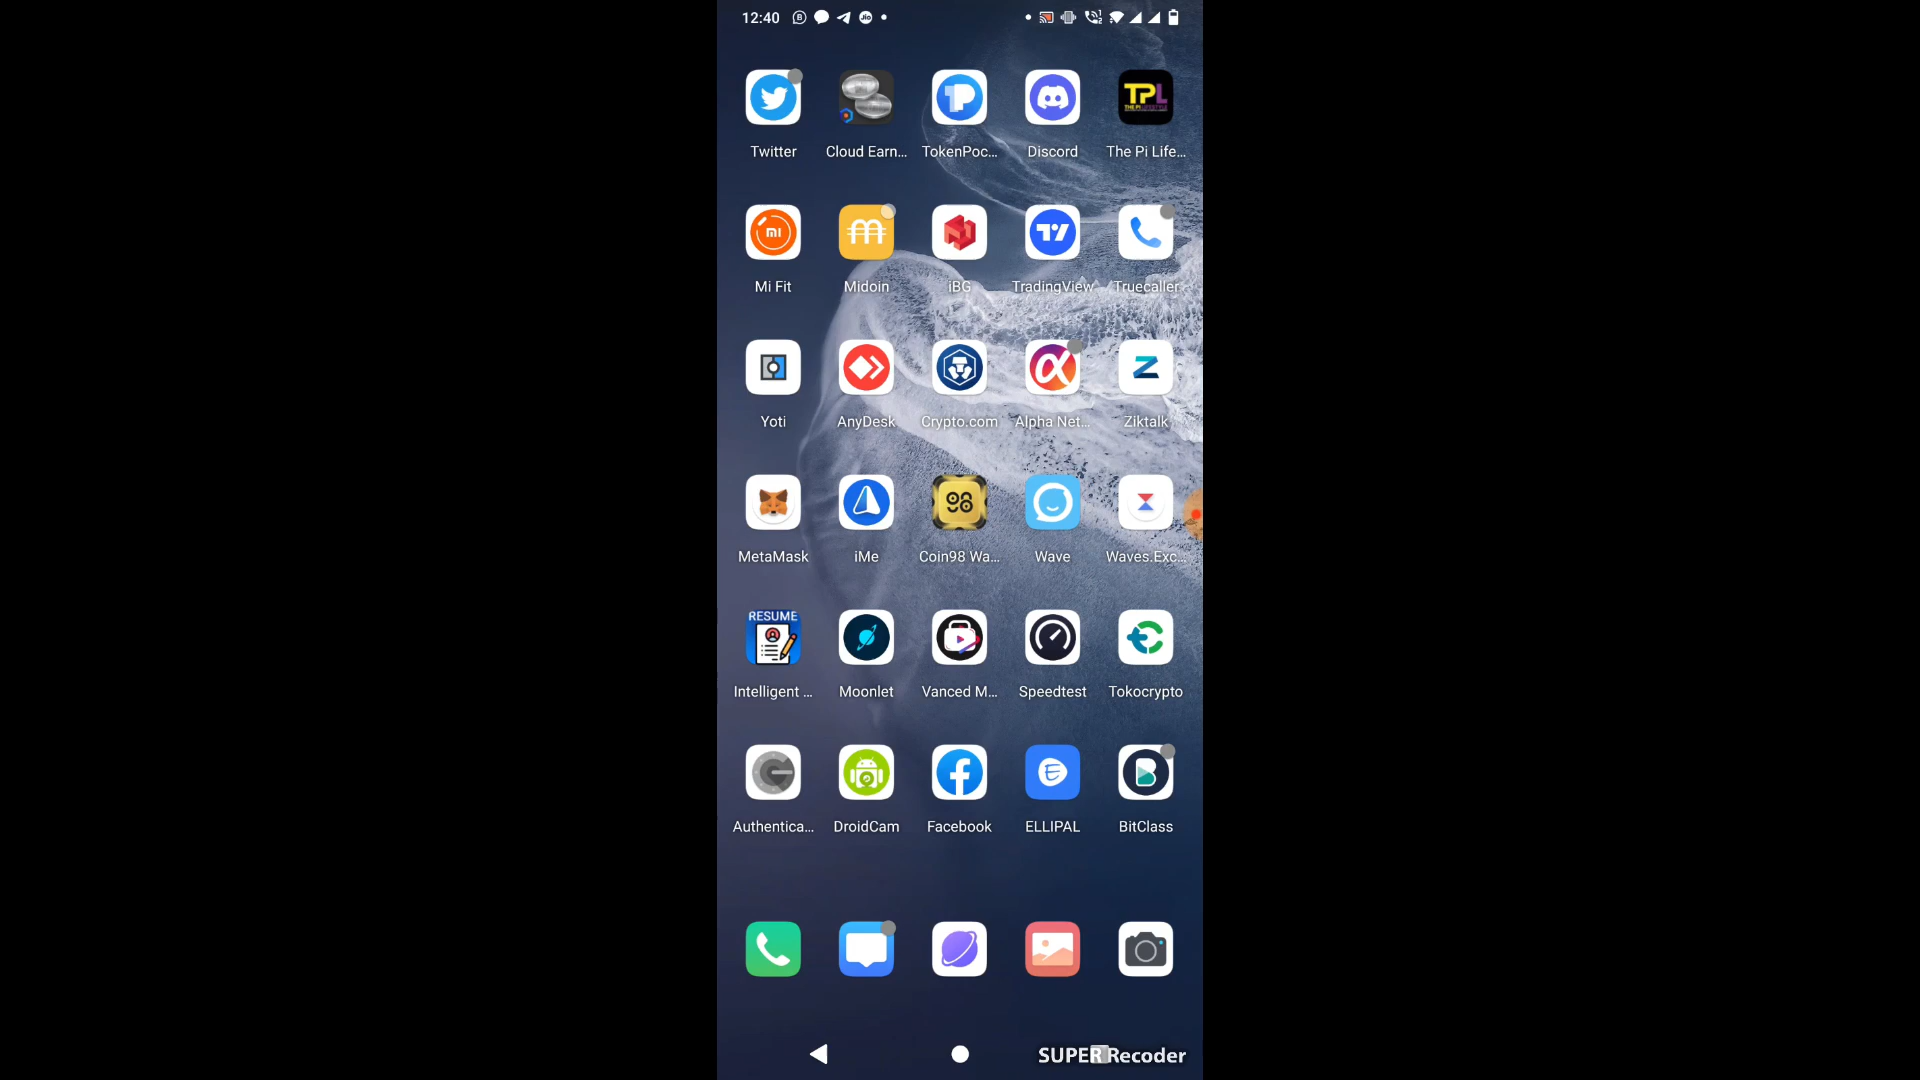 12:40
Twitter Cloud Earn... TokenPoc... Discord The Pi Life...
Mi Fit Midoin iBG TradingView Truecaller
Yoti AnyDesk Crypto.com Alpha Net... Ziktalk
MetaMask iMe Coin98 Wa... Wave Waves.Exc...
RESUME
Intelligent ... Moonlet Vanced M... Speedtest Tokocrypto
Authentica... DroidCam Facebook ELLIPAL BitClass
SUPER Recoder